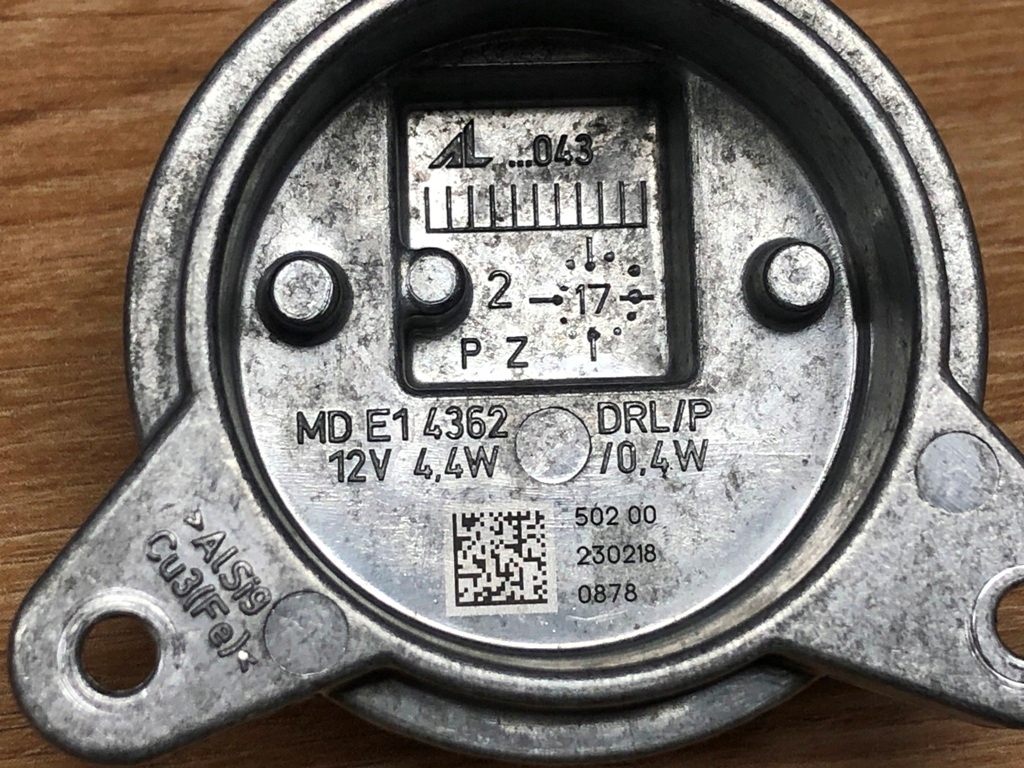 AL ...043
2 17
P Z
MD E1 4362 DRL/P
12V 4,4W /0,4W
502 00
230218
0878
>AlSi9
Cu3(Fe)<